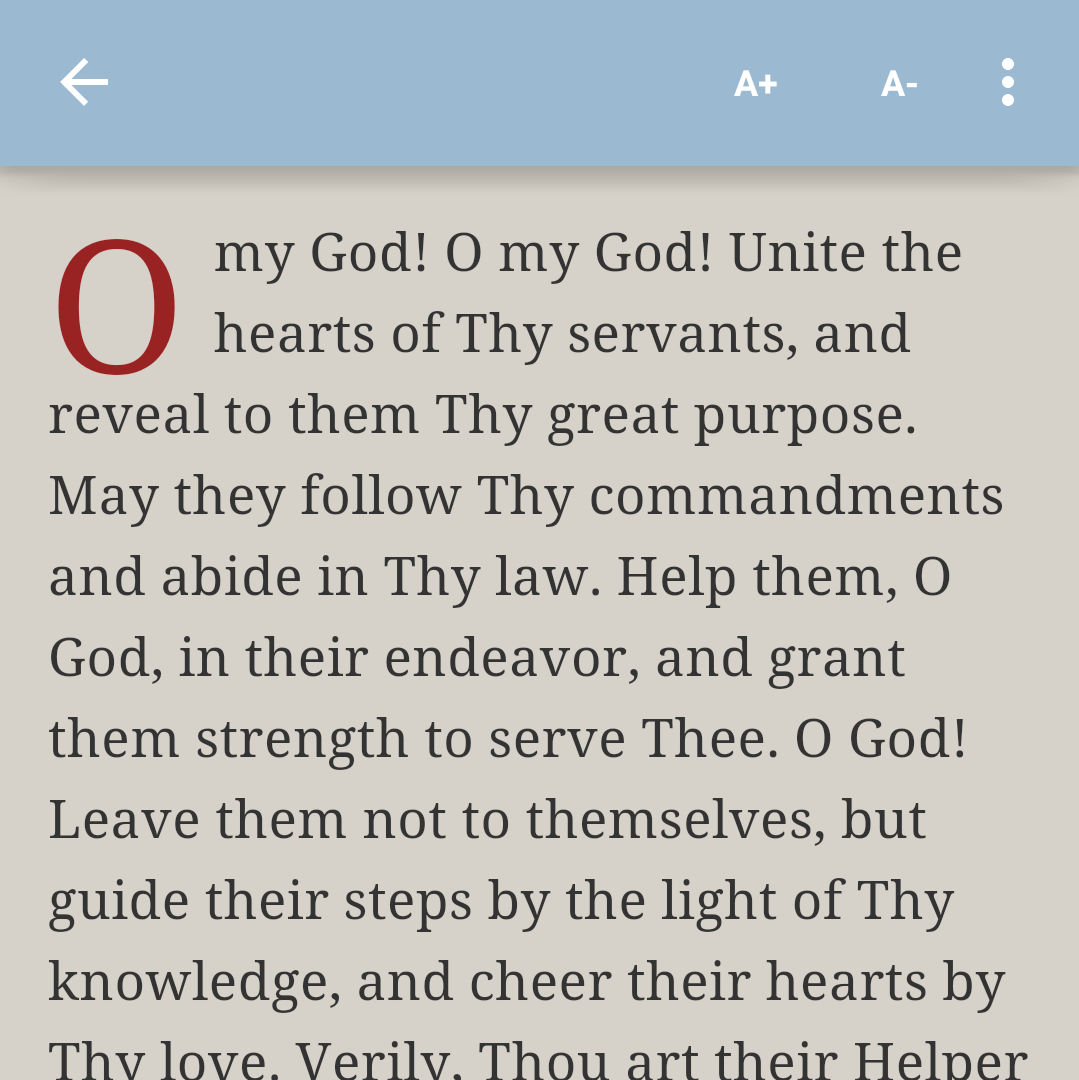 A+ A-
O my God! O my God! Unite the
hearts of Thy servants, and
reveal to them Thy great purpose.
May they follow Thy commandments
and abide in Thy law. Help them, O
God, in their endeavor, and grant
them strength to serve Thee. O God!
Leave them not to themselves, but
guide their steps by the light of Thy
knowledge, and cheer their hearts by
Thy love. Verily, Thou art their Helper